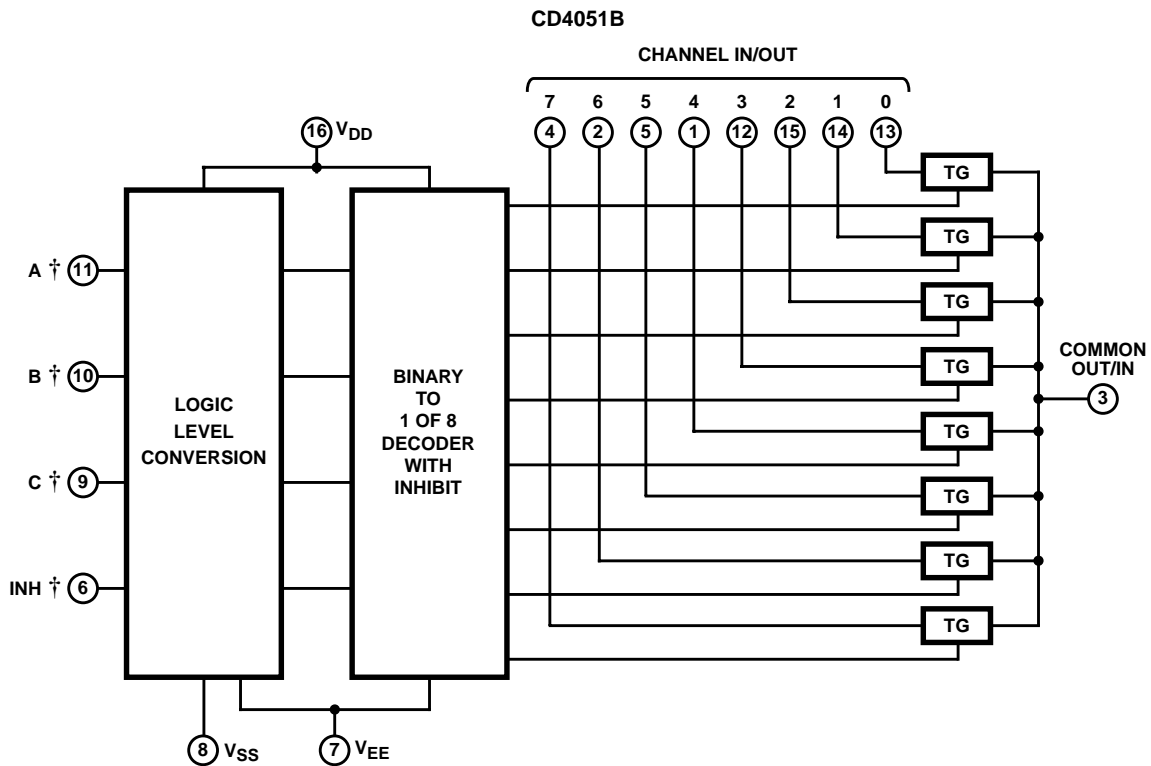 CD4051B
CHANNEL IN/OUT
7 6 5 4 3 2 1 0
4 2 5 1 12 15 14 13
16 VDD
TG
TG
TG
TG
TG
TG
TG
TG
A † 11
B † 10
C † 9
INH † 6
LOGIC
LEVEL
CONVERSION
BINARY
TO
1 OF 8
DECODER
WITH
INHIBIT
COMMON
OUT/IN
3
8 VSS
7 VEE